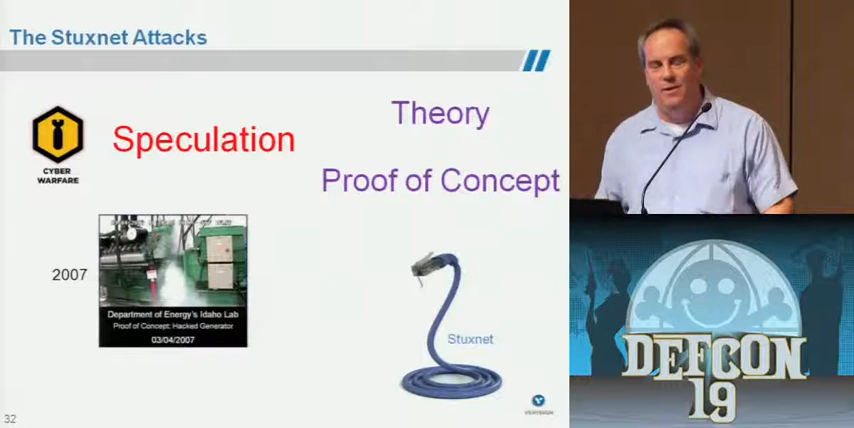 The Stuxnet Attacks
Theory
Speculation
Proof of Concept
CYBER
WARFARE
2007
Department of Energy's Idaho Lab
Proof of Concept: Hacked Generator
03/04/2007
Stuxnet
VERISIGN
32
DEFCON
19